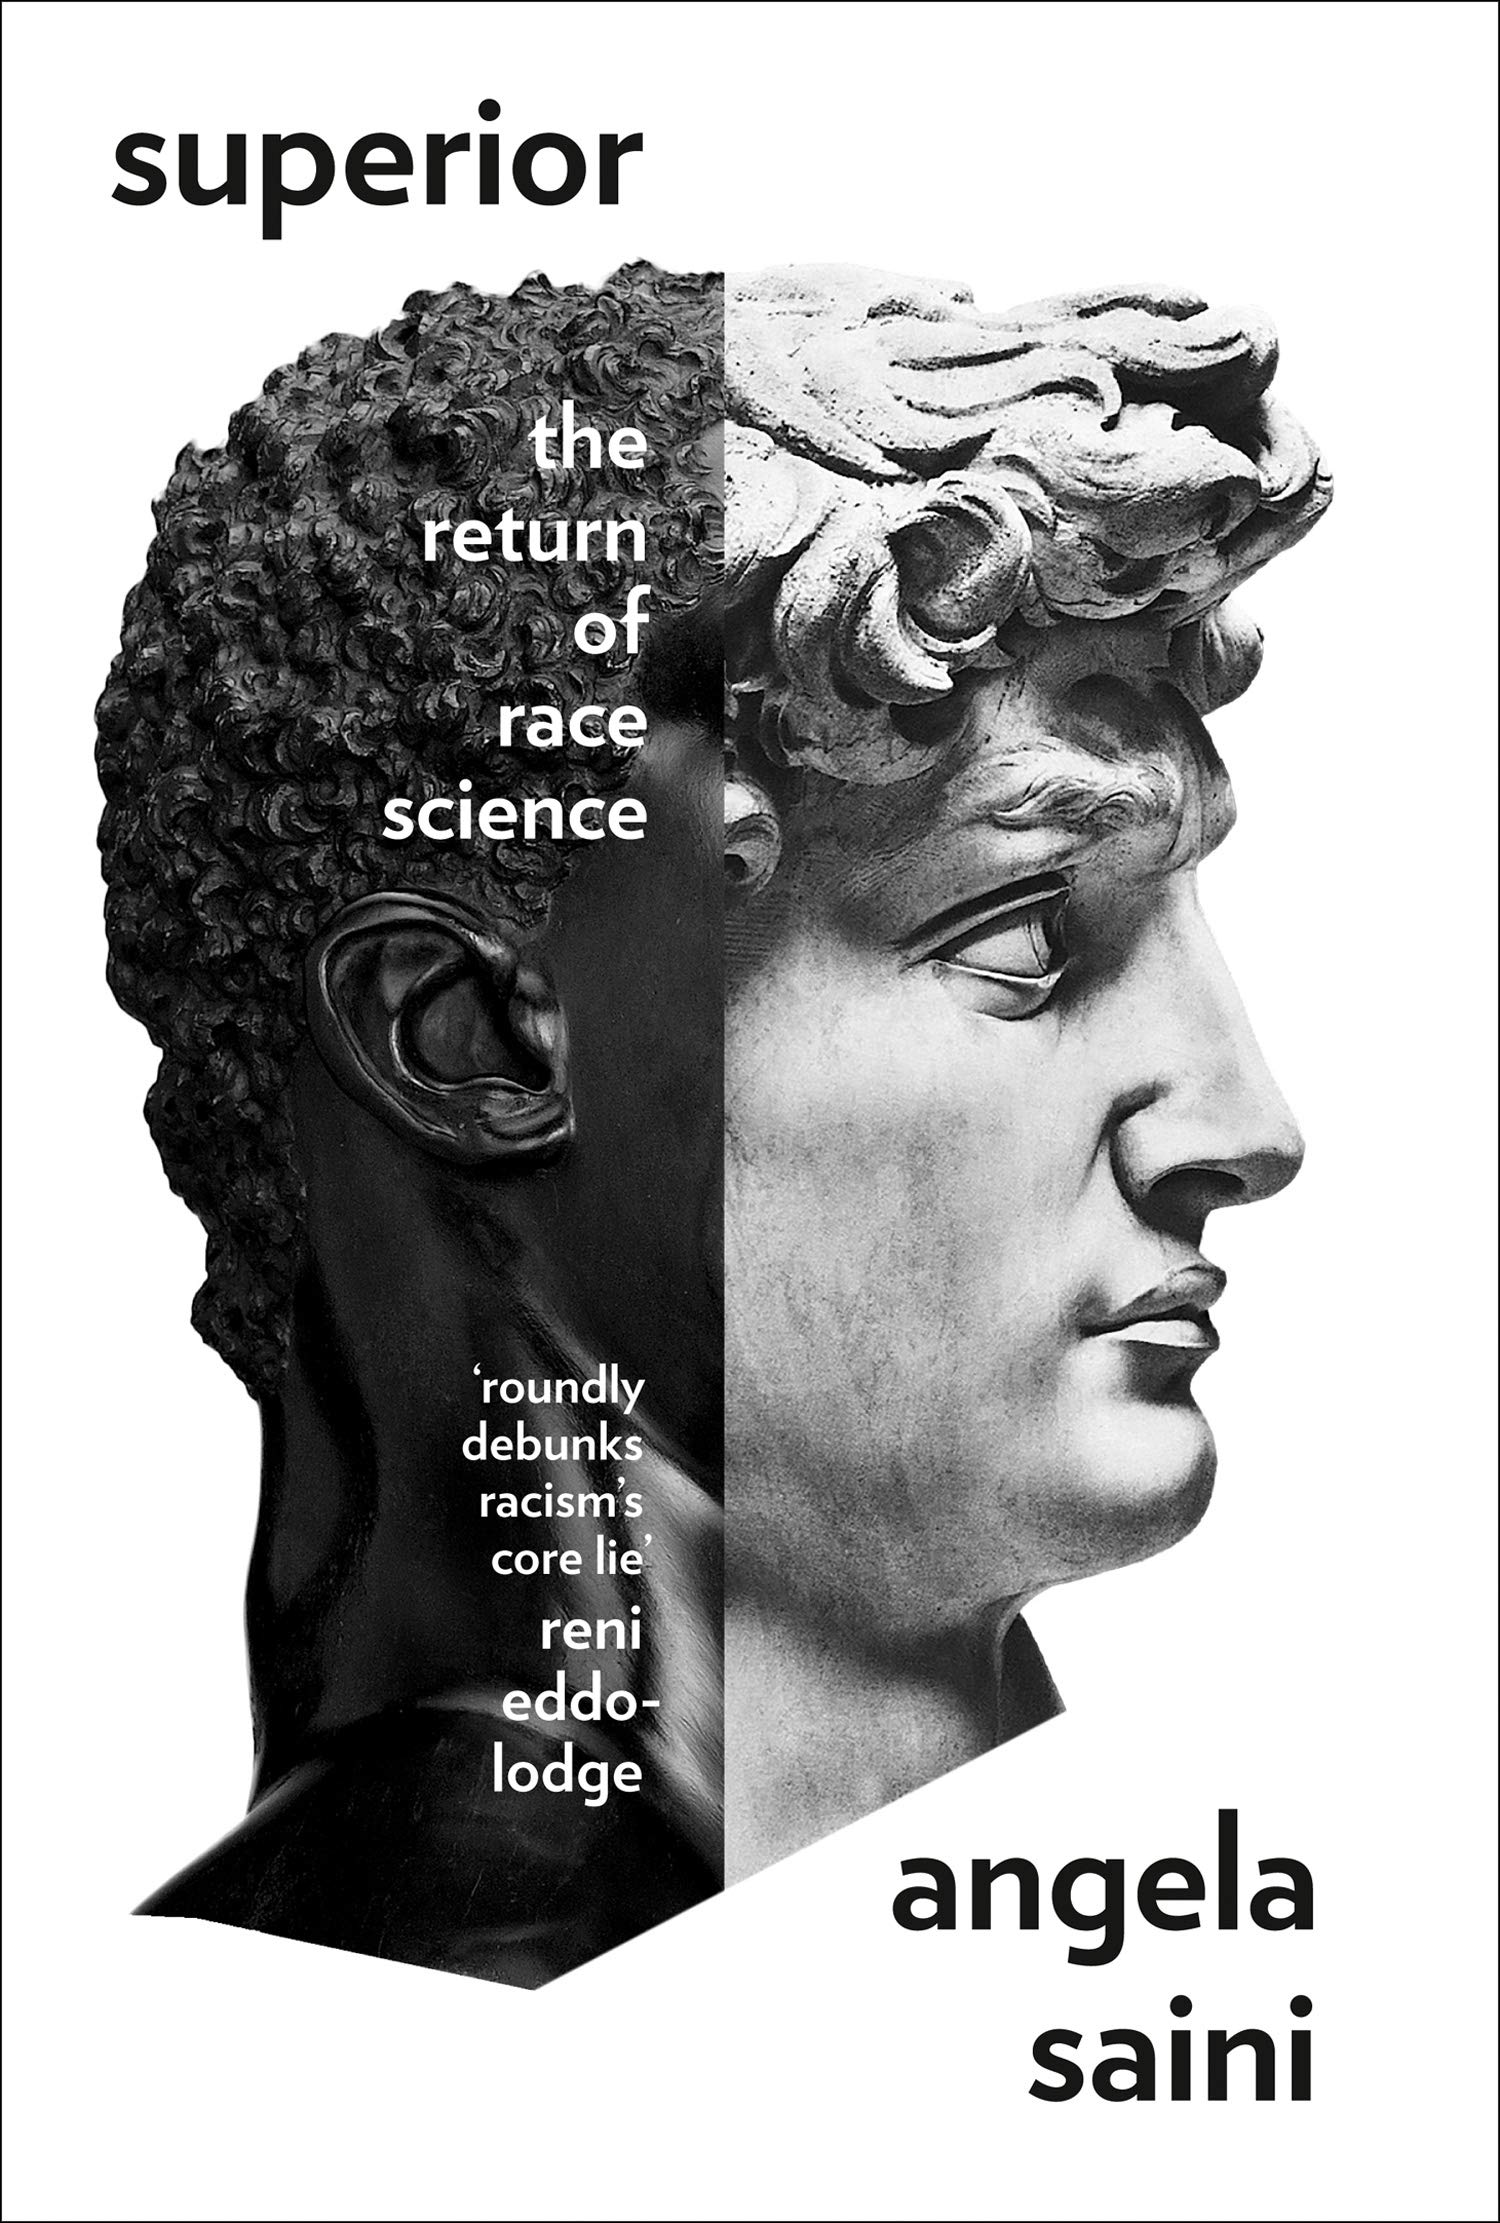 superior
the
return
of
race
science
‘roundly
debunks
racism’s
core lie’
reni
eddo-
lodge
angela
saini